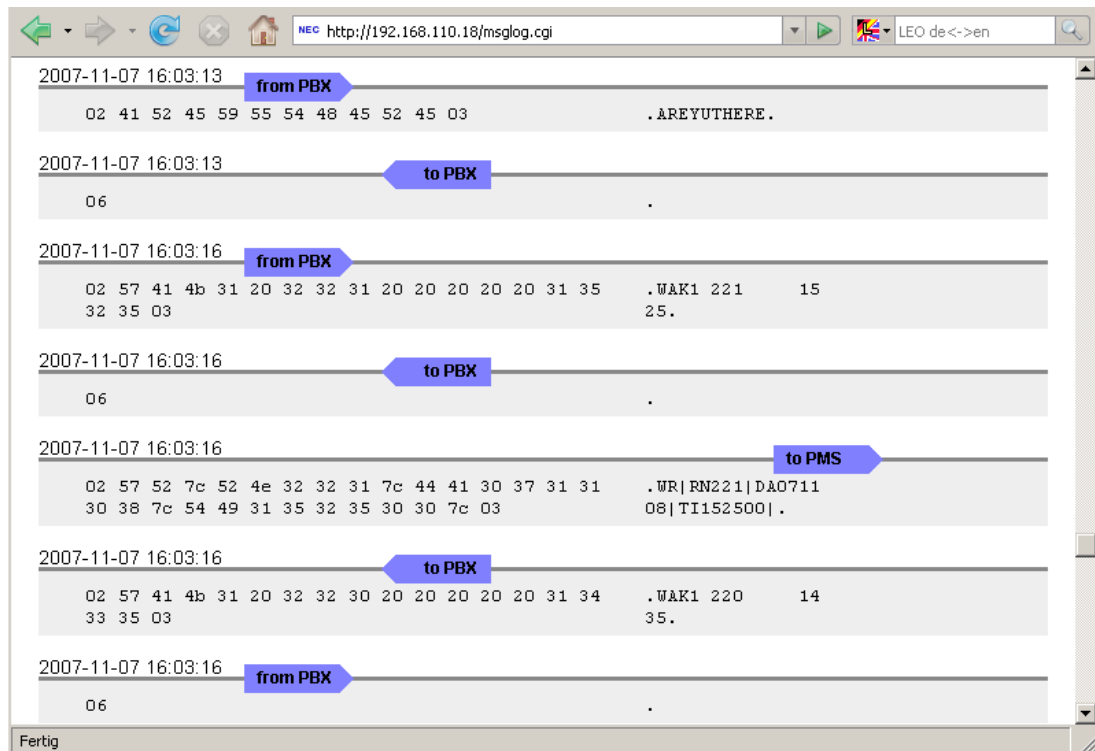 NEC http://192.168.110.18/msglog.cgi LEO de<->en
2007-11-07 16:03:13 from PBX
02 41 52 45 59 55 54 48 45 52 45 03 .AREYUTHERE.
2007-11-07 16:03:13 to PBX
06 .
2007-11-07 16:03:16 from PBX
02 57 41 4b 31 20 32 32 31 20 20 20 20 20 31 35 .WAK1 221     15
32 35 03 25.
2007-11-07 16:03:16 to PBX
06 .
2007-11-07 16:03:16 to PMS
02 57 52 7c 52 4e 32 32 31 7c 44 41 30 37 31 31 .WR|RN221|DA0711
30 38 7c 54 49 31 35 32 35 30 30 7c 03 08|TI152500|.
2007-11-07 16:03:16 to PBX
02 57 41 4b 31 20 32 32 30 20 20 20 20 20 31 34 .WAK1 220     14
33 35 03 35.
2007-11-07 16:03:16 from PBX
06 .
Fertig